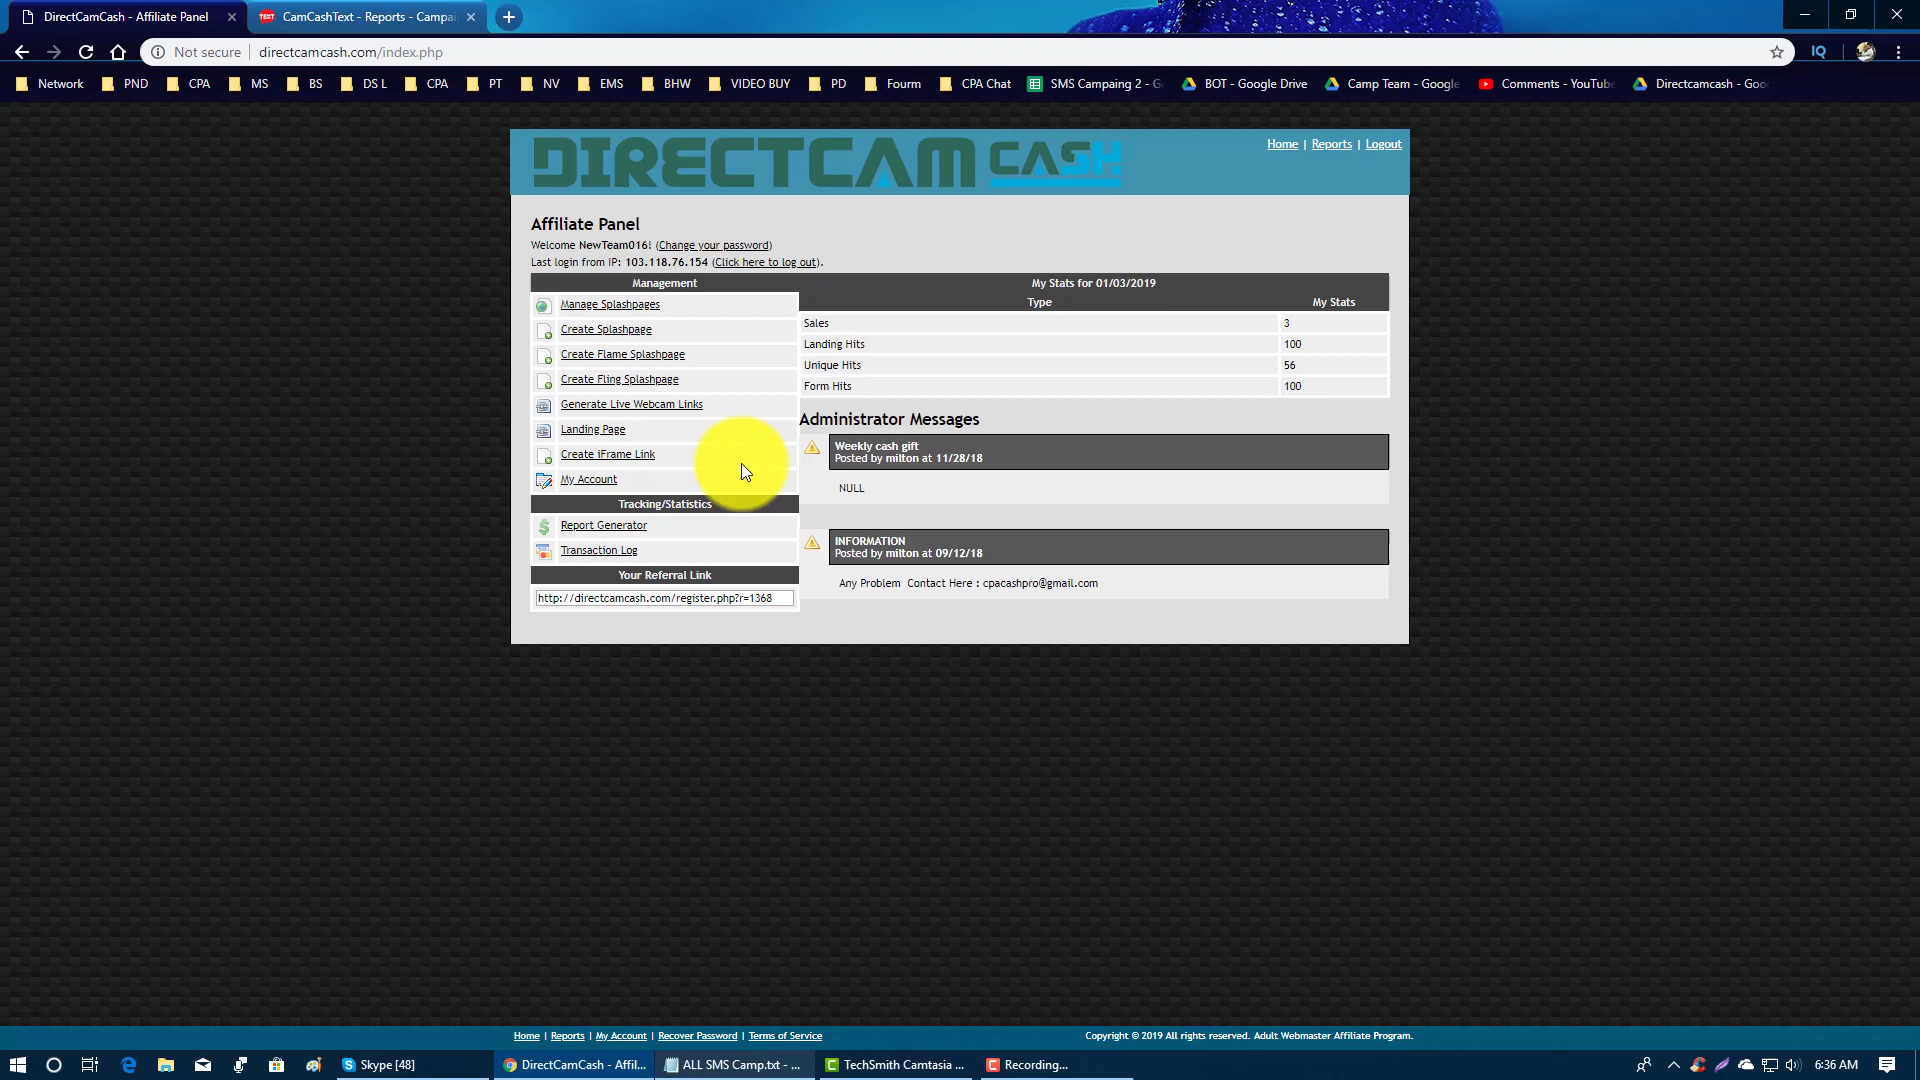 DirectCamCash - Affiliate Panel
TEXT CamCashText - Reports - Campai
Not secure directcamcash.com/index.php
IQ
Network PND CPA MS BS DS L CPA PT NV EMS BHW VIDEO BUY PD Fourm CPA Chat SMS Campaing 2 - G BOT - Google Drive Camp Team - Google Comments - YouTube Directcamcash - Goo
DIRECTCAM CASH
Home | Reports | Logout
Affiliate Panel
Welcome NewTeam016! (Change your password)
Last login from IP: 103.118.76.154 (Click here to log out).
Management
Manage Splashpages
Create Splashpage
Create Flame Splashpage
Create Fling Splashpage
Generate Live Webcam Links
Landing Page
Create iFrame Link
My Account
Tracking/Statistics
Report Generator
Transaction Log
Your Referral Link
http://directcamcash.com/register.php?r=1368
My Stats for 01/03/2019
Type My Stats
Sales 3
Landing Hits 100
Unique Hits 56
Form Hits 100
Administrator Messages
Weekly cash gift
Posted by milton at 11/28/18
NULL
INFORMATION
Posted by milton at 09/12/18
Any Problem Contact Here : cpacashpro@gmail.com
Home | Reports | My Account | Recover Password | Terms of Service
Copyright © 2019 All rights reserved. Adult Webmaster Affiliate Program.
Skype [48]
DirectCamCash - Affil...
ALL SMS Camp.txt - ...
TechSmith Camtasia ...
Recording...
6:36 AM